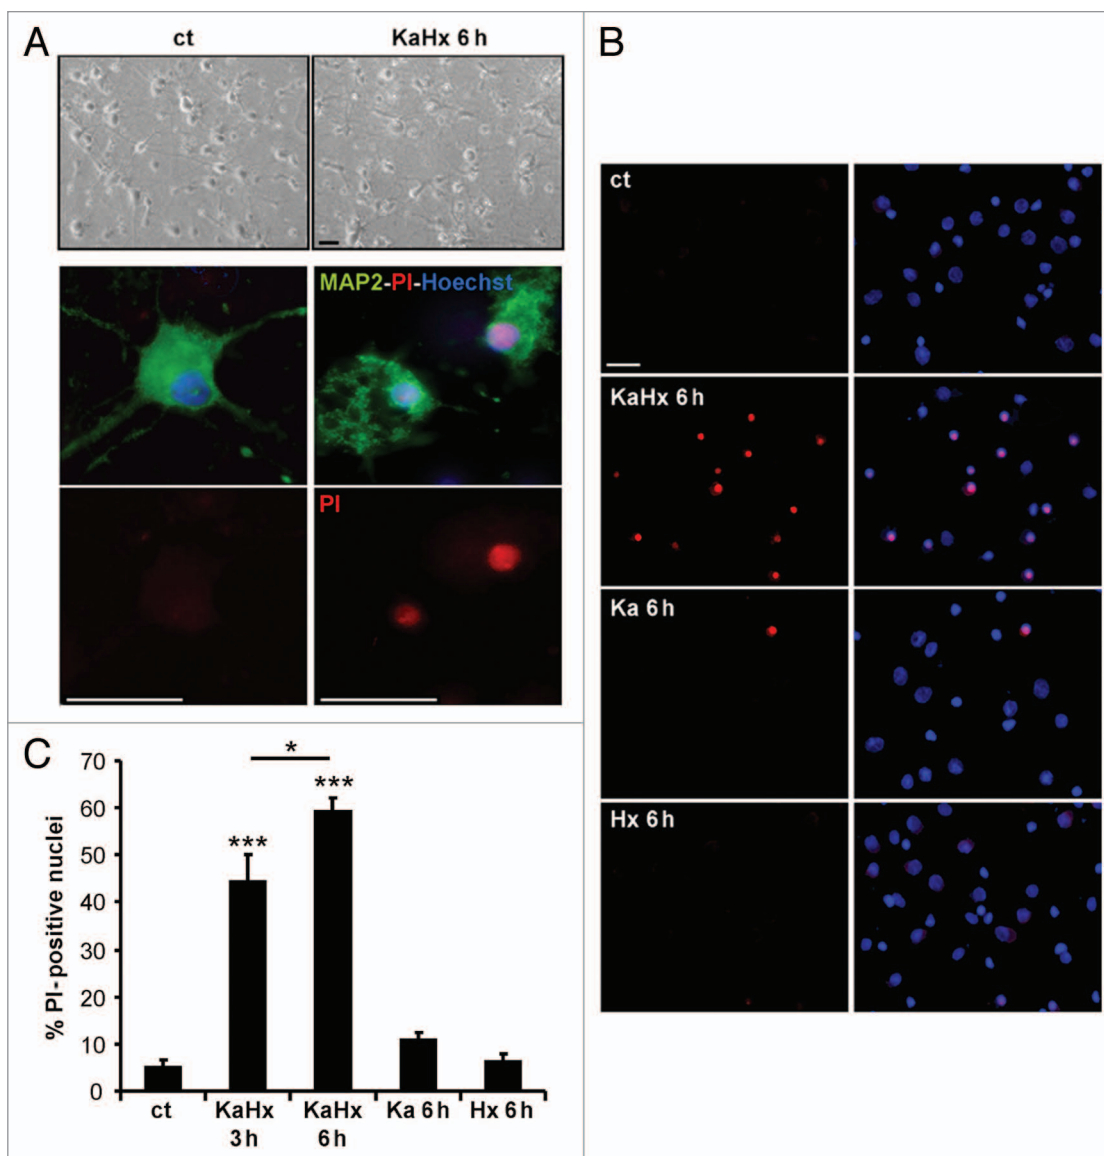 A
ct
KaHx 6 h
MAP2-PI-Hoechst
PI
B
ct
KaHx 6 h
Ka 6 h
Hx 6 h
C
% PI-positive nuclei
70
60
50
40
30
20
10
0
*
***
***
ct
KaHx 3 h
KaHx 6 h
Ka 6 h
Hx 6 h